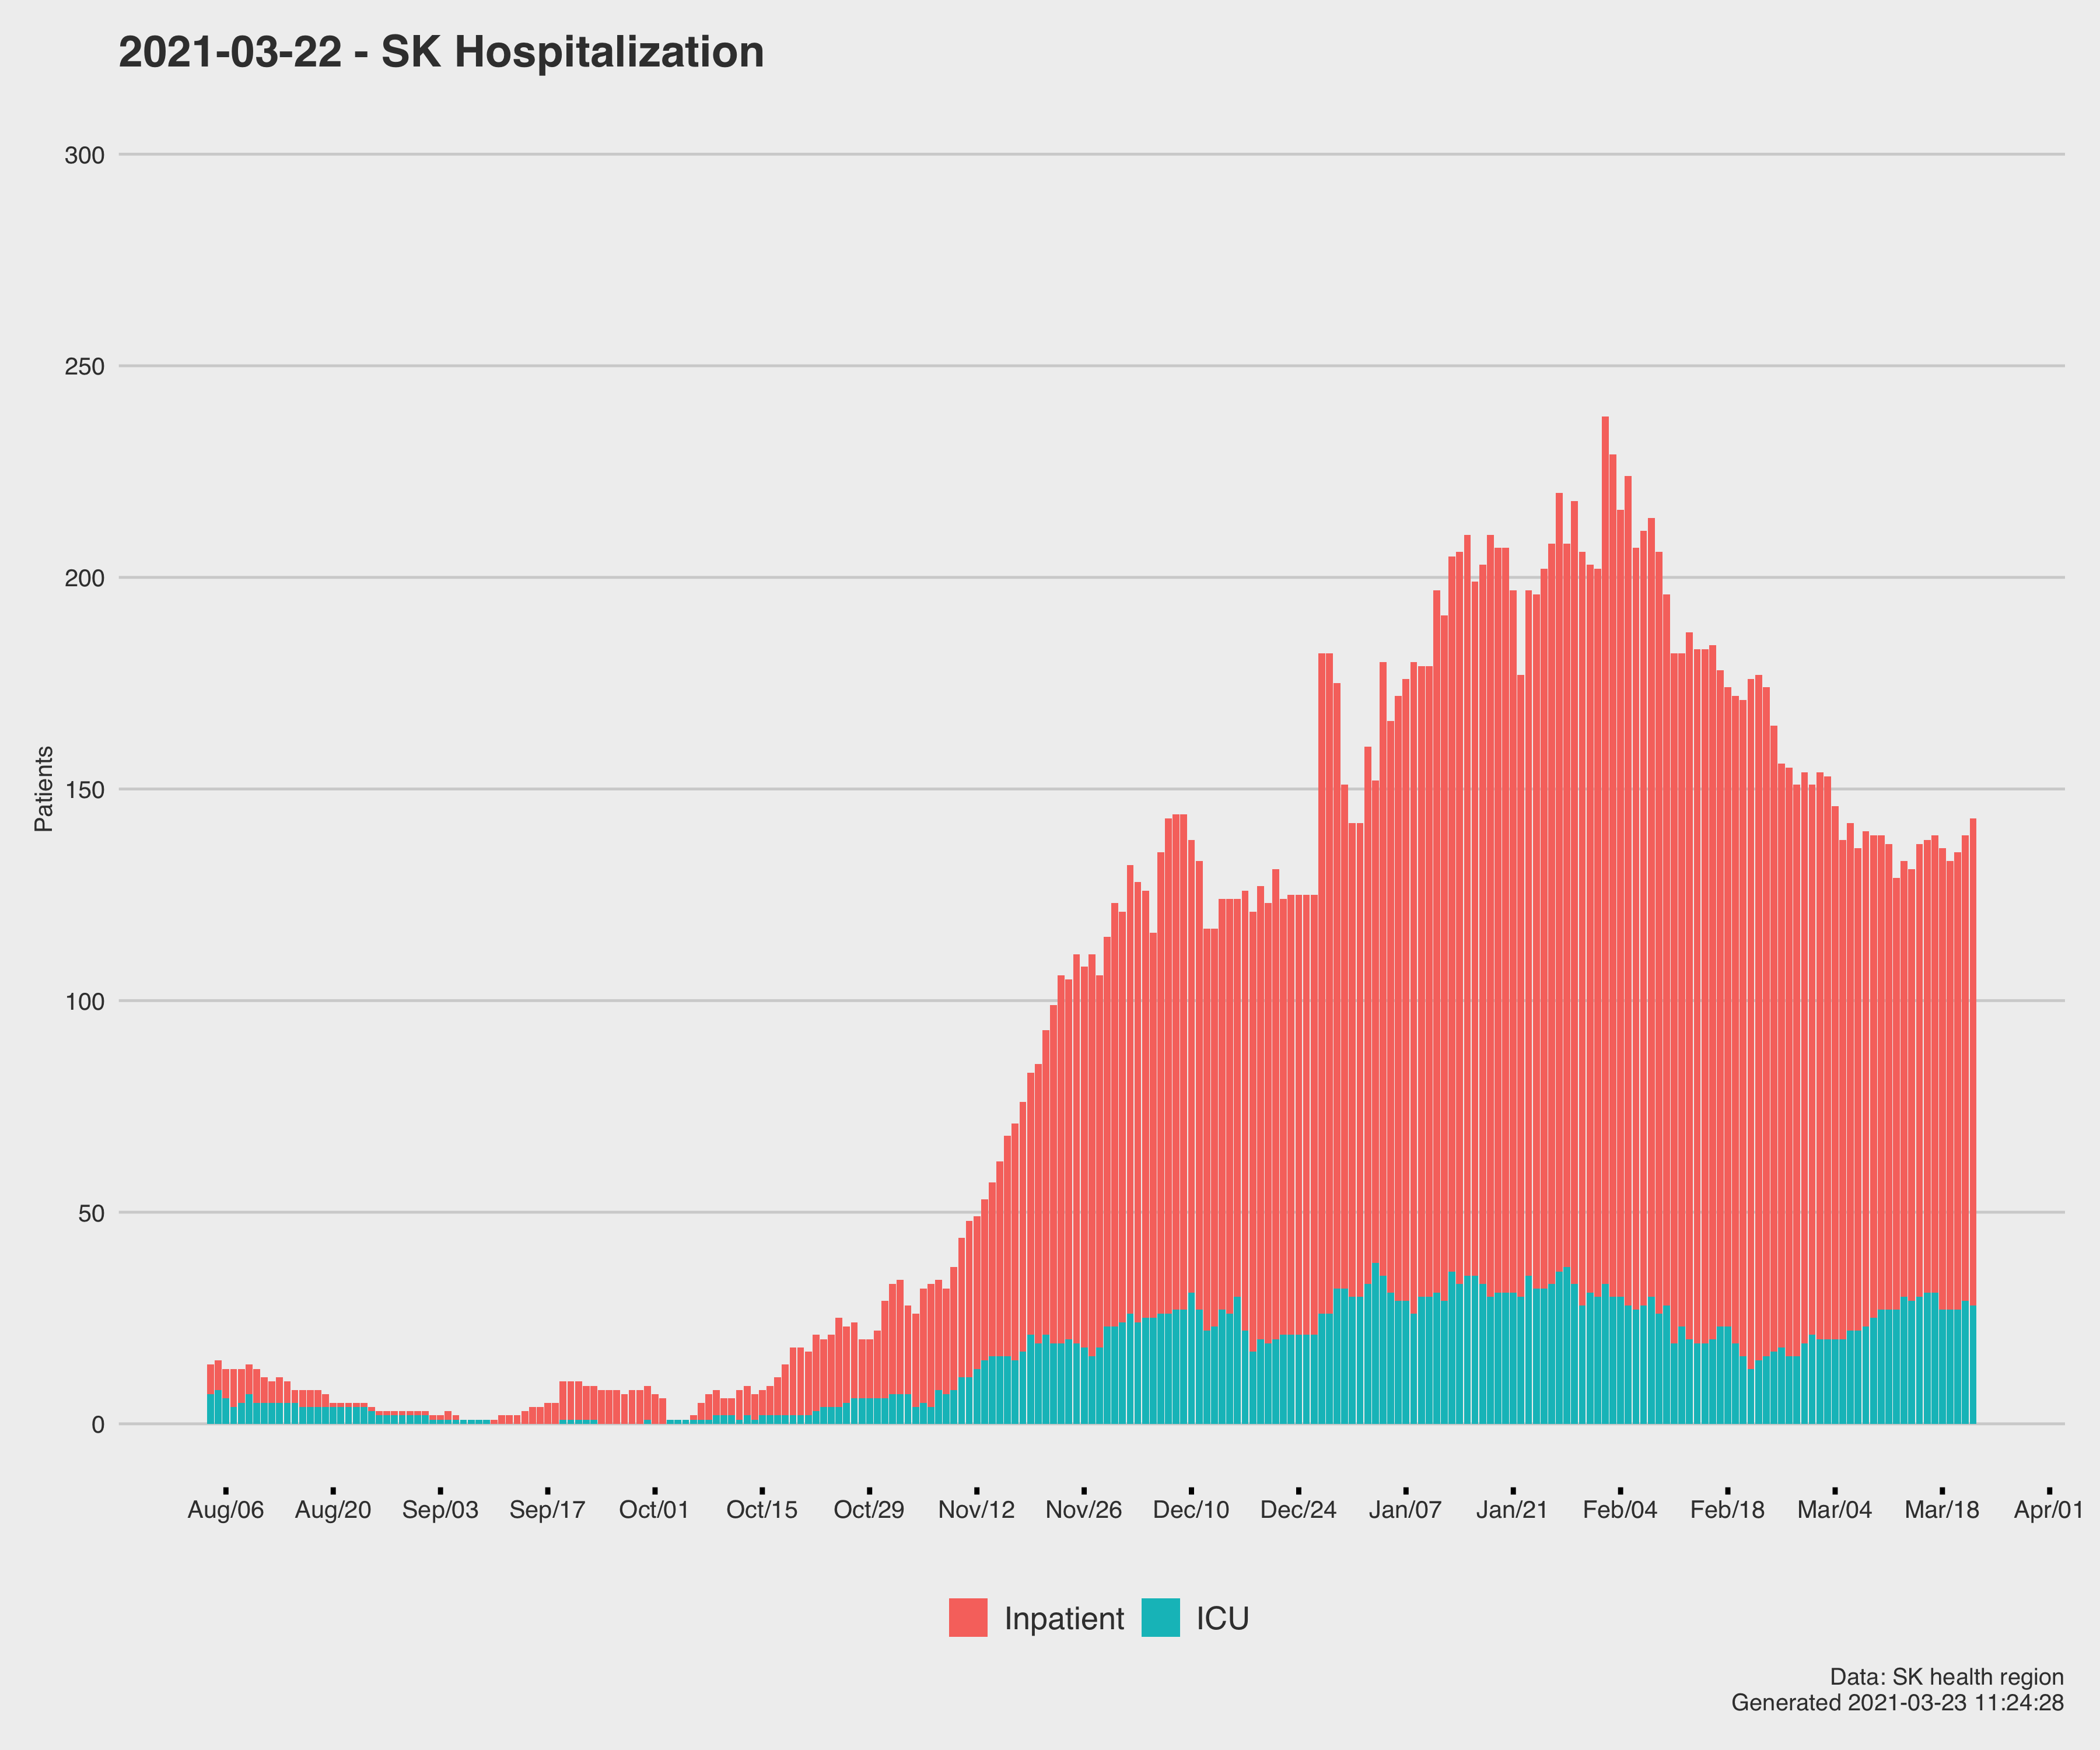 2021-03-22 - SK Hospitalization
300
250
200
150
100
50
0
Patients
Aug/06 Aug/20 Sep/03 Sep/17 Oct/01 Oct/15 Oct/29 Nov/12 Nov/26 Dec/10 Dec/24 Jan/07 Jan/21 Feb/04 Feb/18 Mar/04 Mar/18 Apr/01
Inpatient ICU
Data: SK health region
Generated 2021-03-23 11:24:28